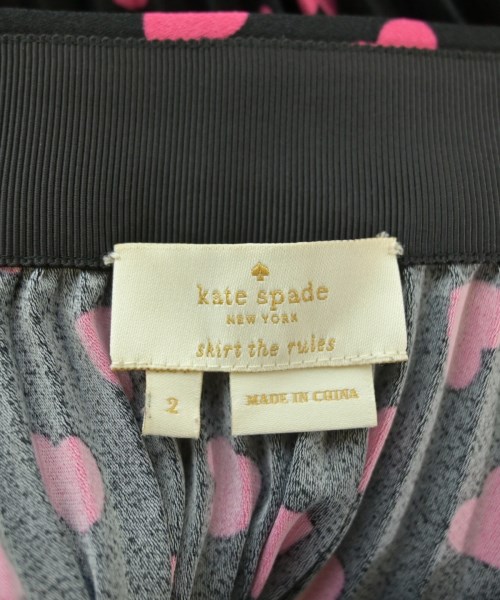 kate spade
NEW YORK
skirt the rules
2
MADE IN CHINA